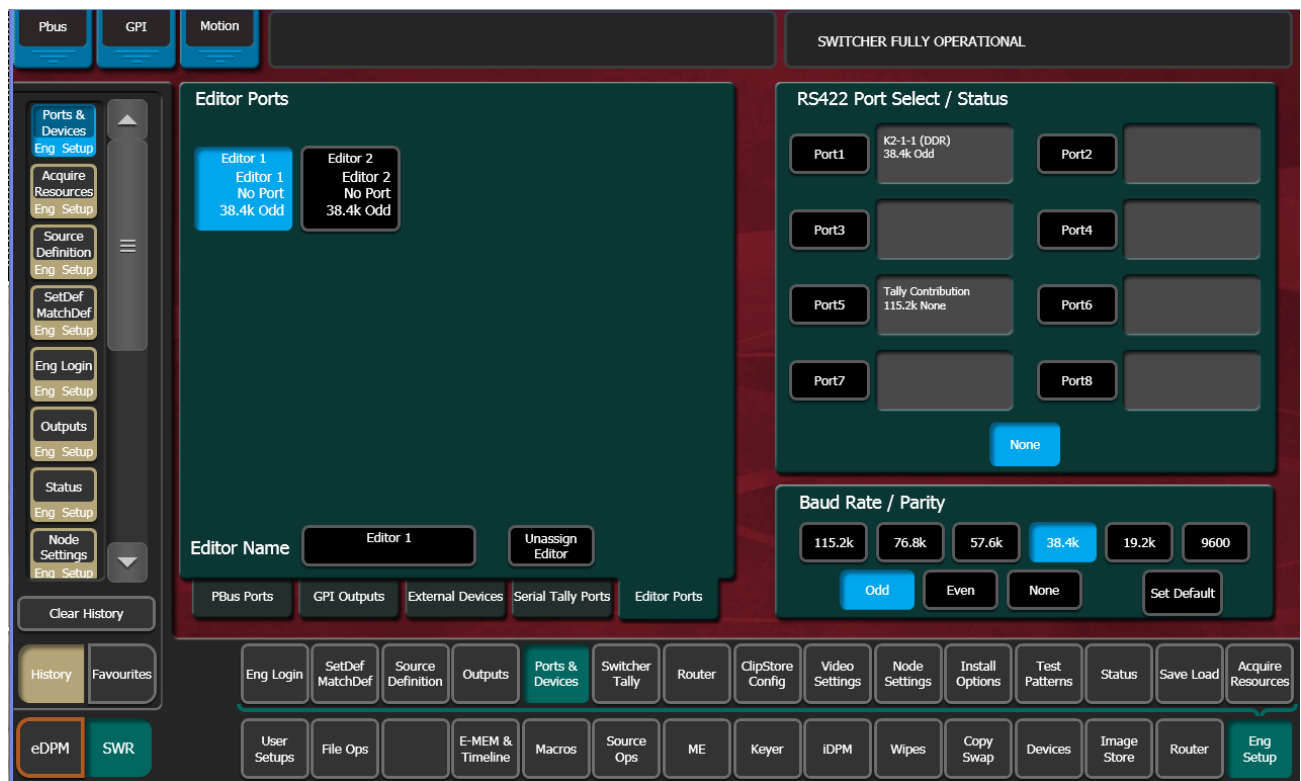 Pbus
GPI
Motion
SWITCHER FULLY OPERATIONAL
Ports &
Devices
Eng Setup
Acquire
Resources
Eng Setup
Source
Definition
Eng Setup
SetDef
MatchDef
Eng Setup
Eng Login
Eng Setup
Outputs
Eng Setup
Status
Eng Setup
Node
Settings
Eng Setup
Clear History
History
Favourites
eDPM
SWR
Editor Ports
Editor 1
Editor 1
No Port
38.4k Odd
Editor 2
Editor 2
No Port
38.4k Odd
Editor Name
Editor 1
Unassign
Editor
PBus Ports
GPI Outputs
External Devices
Serial Tally Ports
Editor Ports
RS422 Port Select / Status
Port1
K2-1-1 (DDR)
38.4k Odd
Port2
Port3
Port4
Port5
Tally Contribution
115.2k None
Port6
Port7
Port8
None
Baud Rate / Parity
115.2k
76.8k
57.6k
38.4k
19.2k
9600
Odd
Even
None
Set Default
Eng Login
SetDef
MatchDef
Source
Definition
Outputs
Ports &
Devices
Switcher
Tally
Router
ClipStore
Config
Video
Settings
Node
Settings
Install
Options
Test
Patterns
Status
Save Load
Acquire
Resources
User
Setups
File Ops
E-MEM &
Timeline
Macros
Source
Ops
ME
Keyer
iDPM
Wipes
Copy
Swap
Devices
Image
Store
Router
Eng
Setup